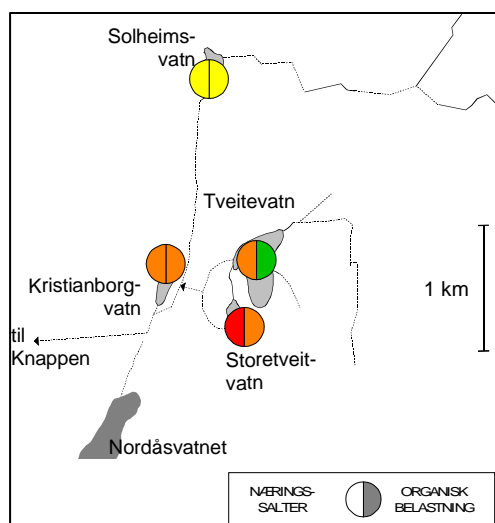 Solheims-
vatn
Tveitevatn
Kristianborg-
vatn
1 km
til
Knappen
Storetveit-
vatn
Nordåsvatnet
NÆRINGS-
SALTER
ORGANISK
BELASTNING